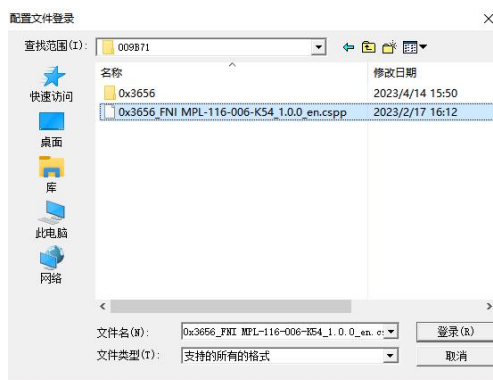 配置文件登录
查找范围(I): 009B71
名称 修改日期
0x3656 2023/4/14 15:50
0x3656_FNI MPL-116-006-K54_1.0.0_en.cspp 2023/2/17 16:12
快速访问
桌面
库
此电脑
网络
文件名(N): 0x3656_FNI MPL-116-006-K54_1.0.0_en.cs 登录(R)
文件类型(T): 支持的所有的格式 取消